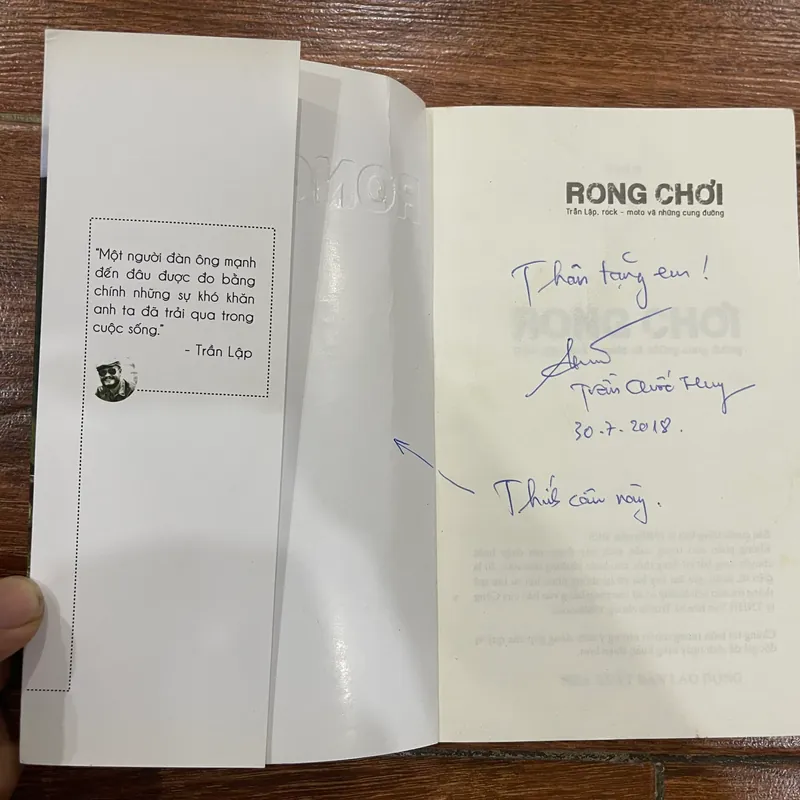 "Một người đàn ông mạnh
đến đâu được đo bằng
chính những sự khó khăn
anh ta đã trải qua trong
cuộc sống."
- Trần Lập
RONG CHƠI
Trần Lập, rock - moto và những cung đường
Thân tặng em!
Trần Quốc Huy
30.7.2018.
Thích câu này.